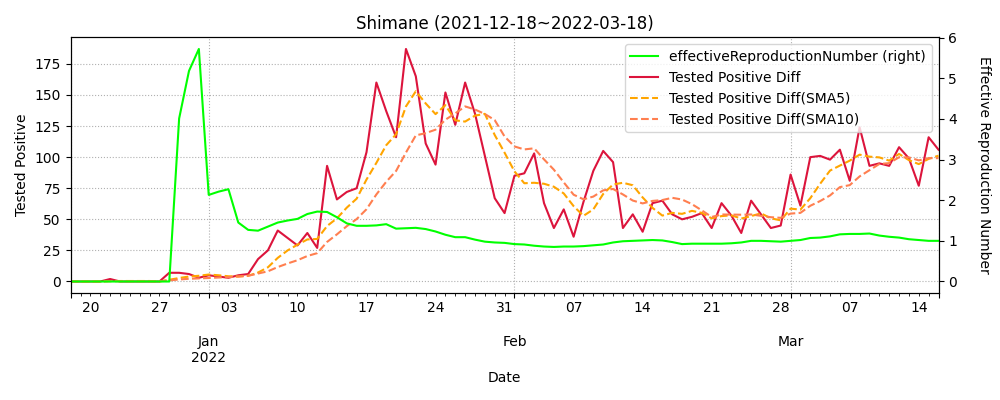 Shimane (2021-12-18~2022-03-18)
effectiveReproductionNumber (right)
Tested Positive Diff
Tested Positive Diff(SMA5)
Tested Positive Diff(SMA10)
Tested Positive
175
150
125
100
75
50
25
0
6
5
4
3
2
1
0
Effective Reproduction Number
20 27 03 10 17 24 31 07 14 21 28 07 14
Jan Feb Mar
2022
Date